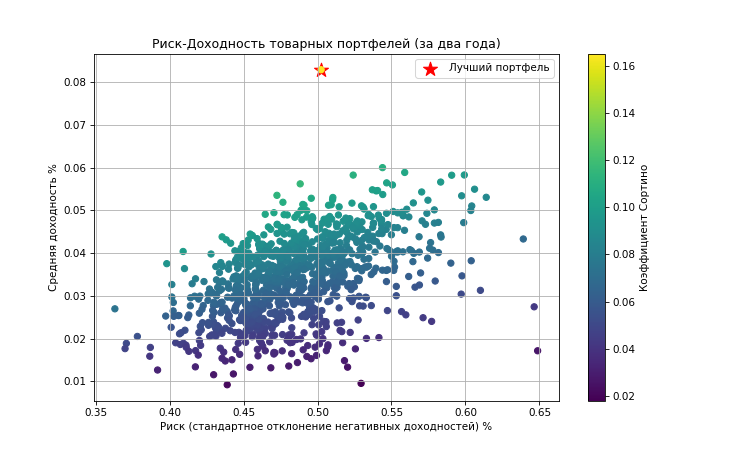 Риск-Доходность товарных портфелей (за два года)
Лучший портфель
Средняя доходность %
0.08
0.07
0.06
0.05
0.04
0.03
0.02
0.01
0.35 0.40 0.45 0.50 0.55 0.60 0.65
Риск (стандартное отклонение негативных доходностей) %
0.16
0.14
0.12
0.10
0.08
0.06
0.04
0.02
Коэффициент Сортино